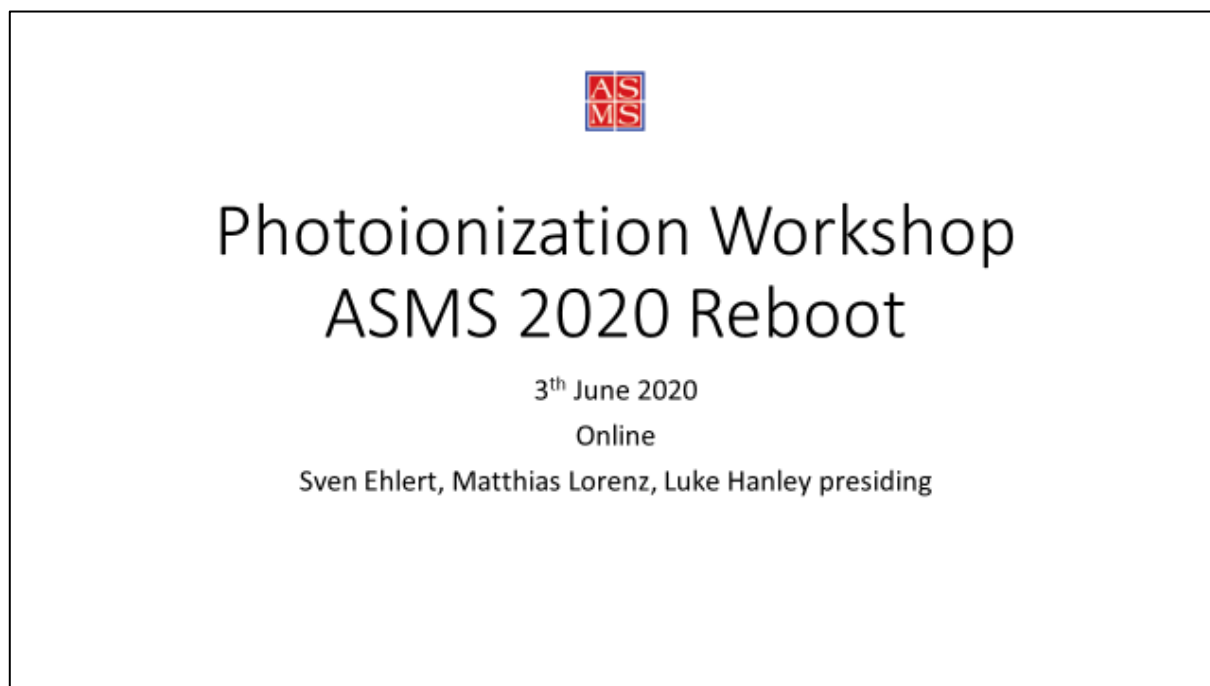 AS
MS
Photoionization Workshop
ASMS 2020 Reboot
3th June 2020
Online
Sven Ehlert, Matthias Lorenz, Luke Hanley presiding